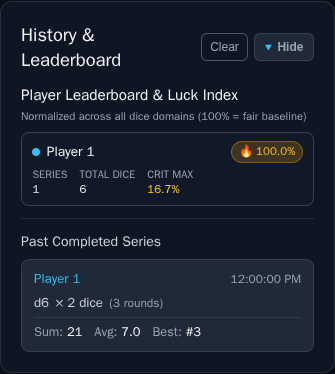 History &
Leaderboard
Clear
▼ Hide
Player Leaderboard & Luck Index
Normalized across all dice domains (100% = fair baseline)
Player 1
🔥 100.0%
SERIES TOTAL DICE CRIT MAX
1 6 16.7%
Past Completed Series
Player 1 12:00:00 PM
d6 × 2 dice (3 rounds)
Sum: 21 Avg: 7.0 Best: #3